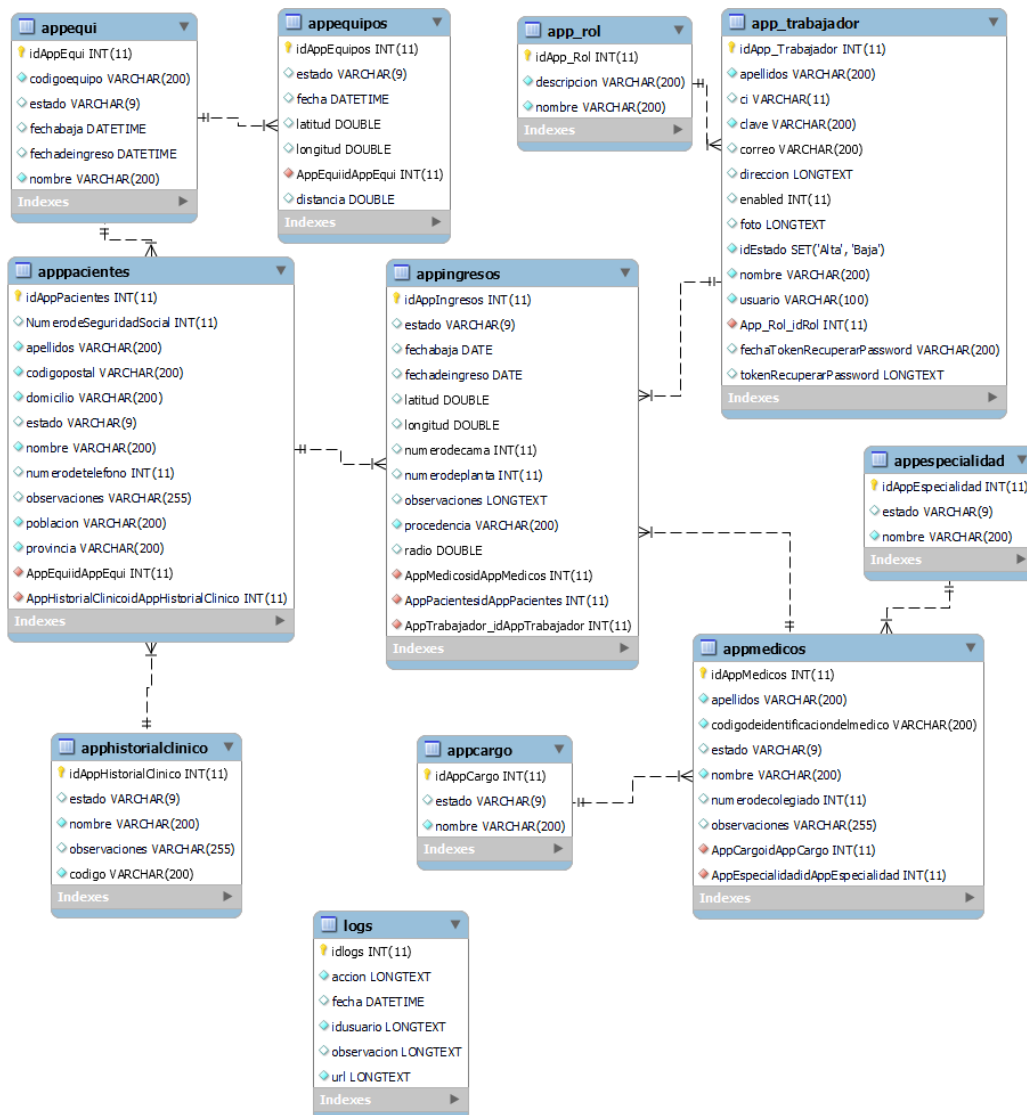 appequi
idAppEqui INT(11)
codigoequipo VARCHAR(200)
estado VARCHAR(9)
fechabaja DATETIME
fechadeingreso DATETIME
nombre VARCHAR(200)
Indexes
appequipos
idAppEquipos INT(11)
estado VARCHAR(9)
fecha DATETIME
latitud DOUBLE
longitud DOUBLE
AppEquiidAppEqui INT(11)
distancia DOUBLE
Indexes
app_rol
idApp_Rol INT(11)
descripcion VARCHAR(200)
nombre VARCHAR(200)
Indexes
app_trabajador
idApp_Trabajador INT(11)
apellidos VARCHAR(200)
ci VARCHAR(11)
clave VARCHAR(200)
correo VARCHAR(200)
direccion LONGTEXT
enabled INT(11)
foto LONGTEXT
idEstado SET('Alta', 'Baja')
nombre VARCHAR(200)
usuario VARCHAR(100)
App_Rol_idRol INT(11)
fechaTokenRecuperarPassword VARCHAR(200)
tokenRecuperarPassword LONGTEXT
Indexes
apppacientes
idAppPacientes INT(11)
NumerodeSeguridadSocial INT(11)
apellidos VARCHAR(200)
codigopostal VARCHAR(200)
domicilio VARCHAR(200)
estado VARCHAR(9)
nombre VARCHAR(200)
numerodetelefono INT(11)
observaciones VARCHAR(255)
poblacion VARCHAR(200)
provincia VARCHAR(200)
AppEquiidAppEqui INT(11)
AppHistorialClinicoidAppHistorialClinico INT(11)
Indexes
appingresos
idAppIngresos INT(11)
estado VARCHAR(9)
fechabaja DATE
fechadeingreso DATE
latitud DOUBLE
longitud DOUBLE
numerodecama INT(11)
numerodeplanta INT(11)
observaciones LONGTEXT
procedencia VARCHAR(200)
radio DOUBLE
AppMedicosidAppMedicos INT(11)
AppPacientesidAppPacientes INT(11)
AppTrabajador_idAppTrabajador INT(11)
Indexes
appespecialidad
idAppEspecialidad INT(11)
estado VARCHAR(9)
nombre VARCHAR(200)
Indexes
appmedicos
idAppMedicos INT(11)
apellidos VARCHAR(200)
codigodeidentificaciondelmedico VARCHAR(200)
estado VARCHAR(9)
nombre VARCHAR(200)
numerodecolegiado INT(11)
observaciones VARCHAR(255)
AppCargoidAppCargo INT(11)
AppEspecialidadidAppEspecialidad INT(11)
Indexes
apphistorialclinico
idAppHistorialClinico INT(11)
estado VARCHAR(9)
nombre VARCHAR(200)
observaciones VARCHAR(255)
codigo VARCHAR(200)
Indexes
appcargo
idAppCargo INT(11)
estado VARCHAR(9)
nombre VARCHAR(200)
Indexes
logs
idlogs INT(11)
accion LONGTEXT
fecha DATETIME
idusuario LONGTEXT
observacion LONGTEXT
url LONGTEXT
Indexes